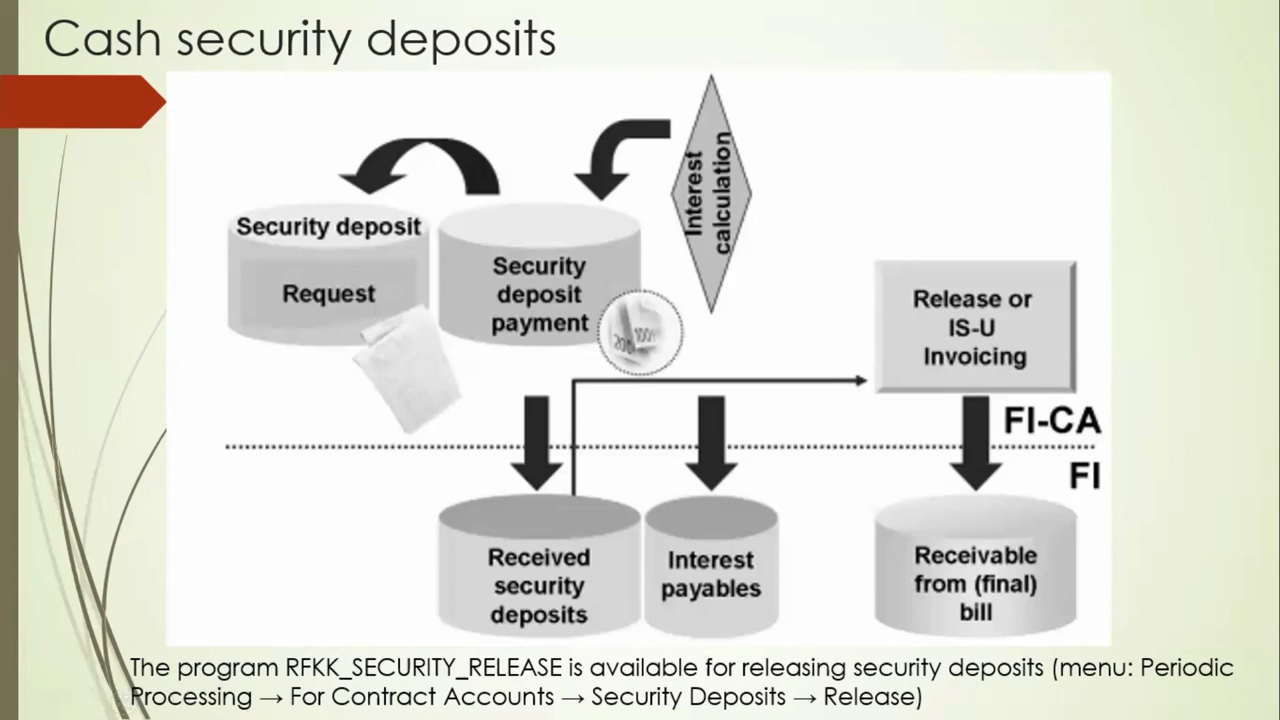 Cash security deposits
Interest
calculation
Security deposit
Request
Security
deposit
payment
200
100
Release or
IS-U
Invoicing
FI-CA
FI
Received
security
deposits
Interest
payables
Receivable
from (final)
bill
The program RFKK_SECURITY_RELEASE is available for releasing security deposits (menu: Periodic
Processing → For Contract Accounts → Security Deposits → Release)